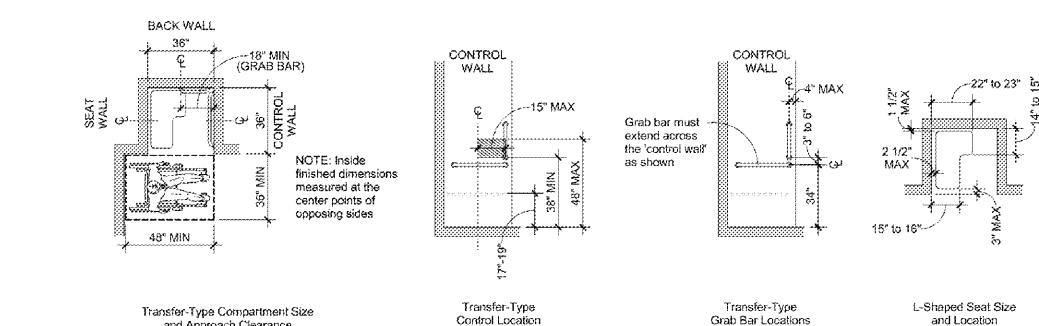 BACK WALL
36"
18" MIN
(GRAB BAR)
SEAT
WALL
36"
CONTROL
WALL
36" MIN
48" MIN
NOTE: Inside
finished dimensions
measured at the
center points of
opposing sides
Transfer-Type Compartment Size
and Approach Clearance
CONTROL
WALL
15" MAX
38" MIN
48" MAX
17"-19"
Transfer-Type
Control Location
CONTROL
WALL
4" MAX
Grab bar must
extend across
the 'control wall'
as shown
3" to 6"
34"
Transfer-Type
Grab Bar Locations
22" to 23"
1 1/2"
MAX
14" to 15"
2 1/2"
MAX
15" to 16"
3" MAX
L-Shaped Seat Size
and Location